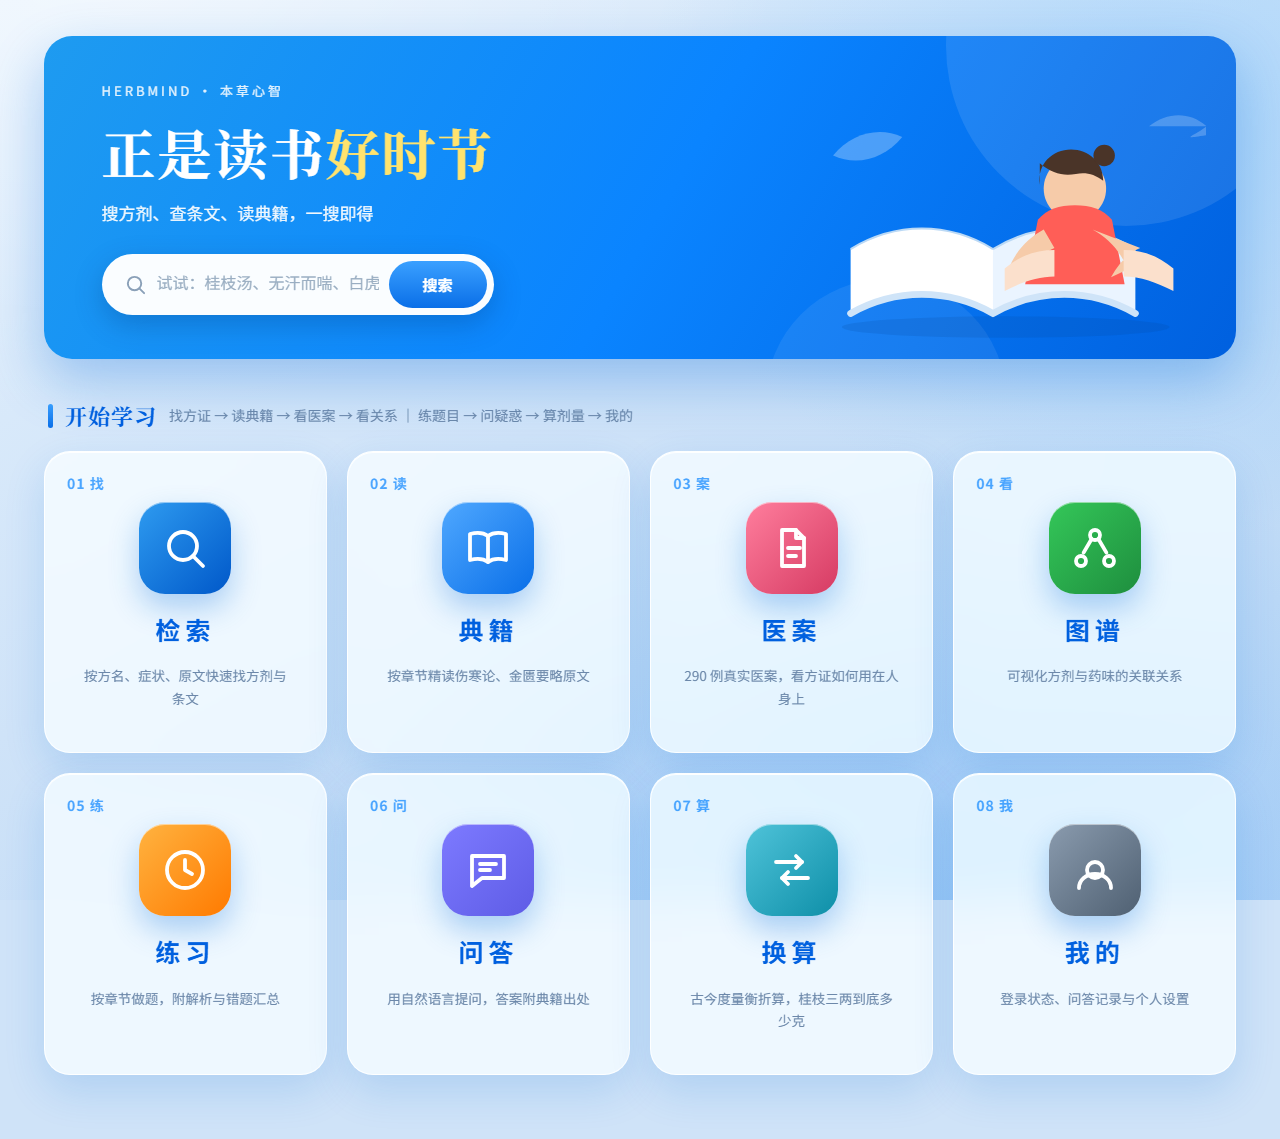 HERBMIND · 本草心智
正是读书好时节
搜方剂、查条文、读典籍，一搜即得
试试：桂枝汤、无汗而喘、白虎
搜索
开始学习 找方证→读典籍→看医案→看关系｜练题目→问疑惑→算剂量→我的
01 找
检索
按方名、症状、原文快速找方剂与
条文
02 读
典籍
按章节精读伤寒论、金匮要略原文
03 案
医案
290 例真实医案，看方证如何用在人
身上
04 看
图谱
可视化方剂与药味的关联关系
05 练
练习
按章节做题，附解析与错题汇总
06 问
问答
用自然语言提问，答案附典籍出处
07 算
换算
古今度量衡折算，桂枝三两到底多
少克
08 我
我的
登录状态、问答记录与个人设置